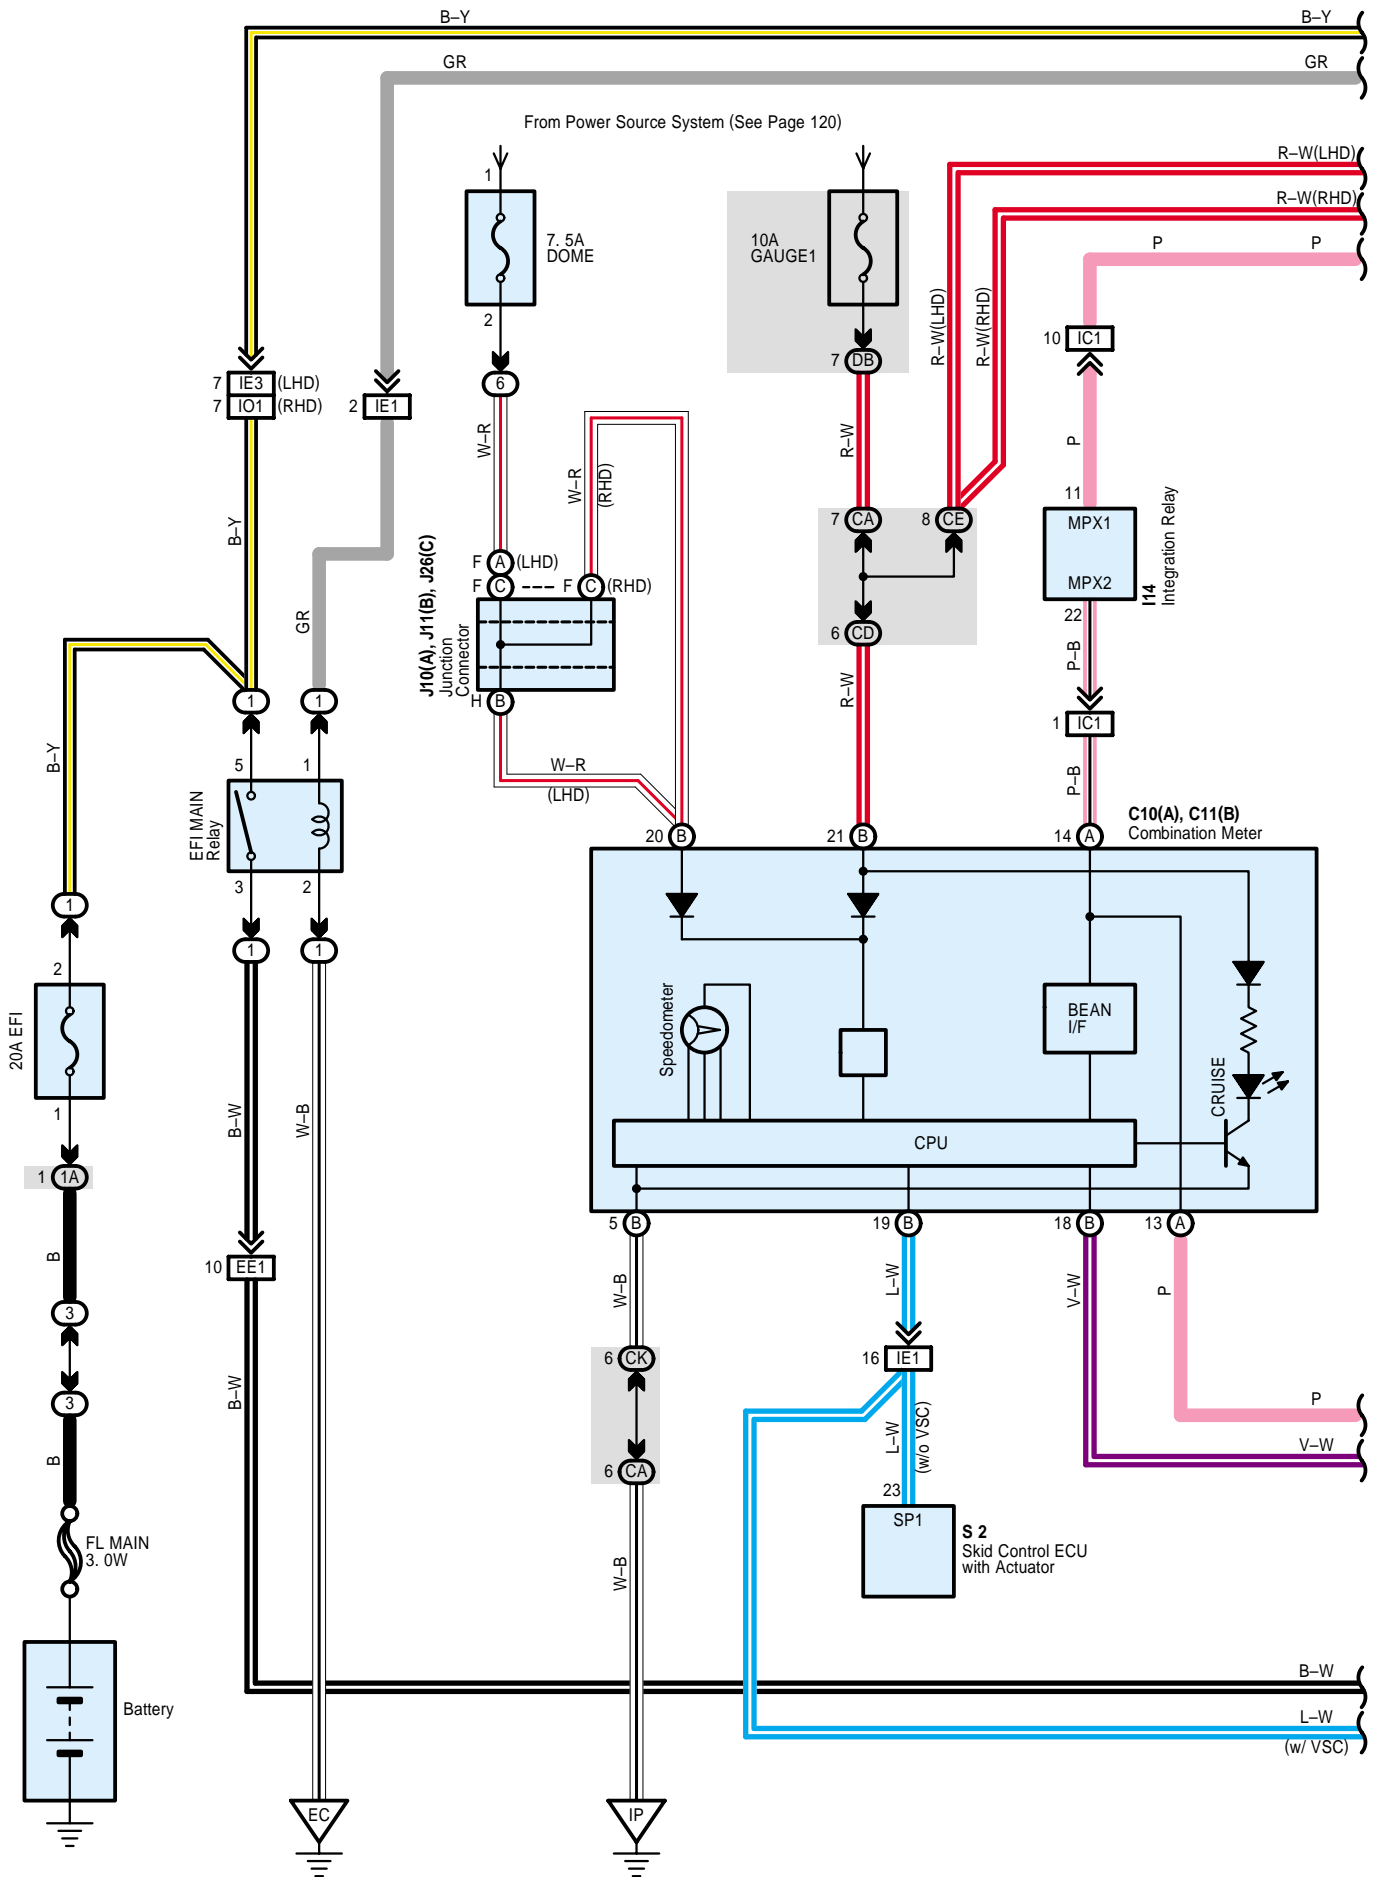 B–Y
B–Y
GR
GR
From Power Source System (See Page 120)
R–W(LHD)
R–W(RHD)
P
P
1
7. 5A
DOME
2
10A
GAUGE1
7 DB
R–W(LHD)
R–W(RHD)
10 IC1
7 IE3 (LHD)
7 IO1 (RHD)
2 IE1
6
W–R
W–R
(RHD)
R–W
P
B–Y
F A (LHD)
F C F C (RHD)
J10(A), J11(B), J26(C)
Junction
Connector
H B
7 CA
8 CE
6 CD
11
MPX1
MPX2
22
I14
Integration Relay
GR
1
1
R–W
P–B
1 IC1
P–B
B–Y
5
1
EFI MAIN
Relay
3
2
W–R
(LHD)
20 B
21 B
14 A
C10(A), C11(B)
Combination Meter
1
1
1
2
20A EFI
1
Speedometer
BEAN
I/F
CRUISE
CPU
B–W
W–B
1 1A
B
3
5 B
19 B
18 B
13 A
10 EE1
W–B
L–W
V–W
P
6 CK
16 IE1
3
B–W
B
L–W
(w/o VSC)
P
V–W
6 CA
23
SP1
S 2
Skid Control ECU
with Actuator
FL MAIN
3. 0W
W–B
Battery
B–W
L–W
(w/ VSC)
EC
IP